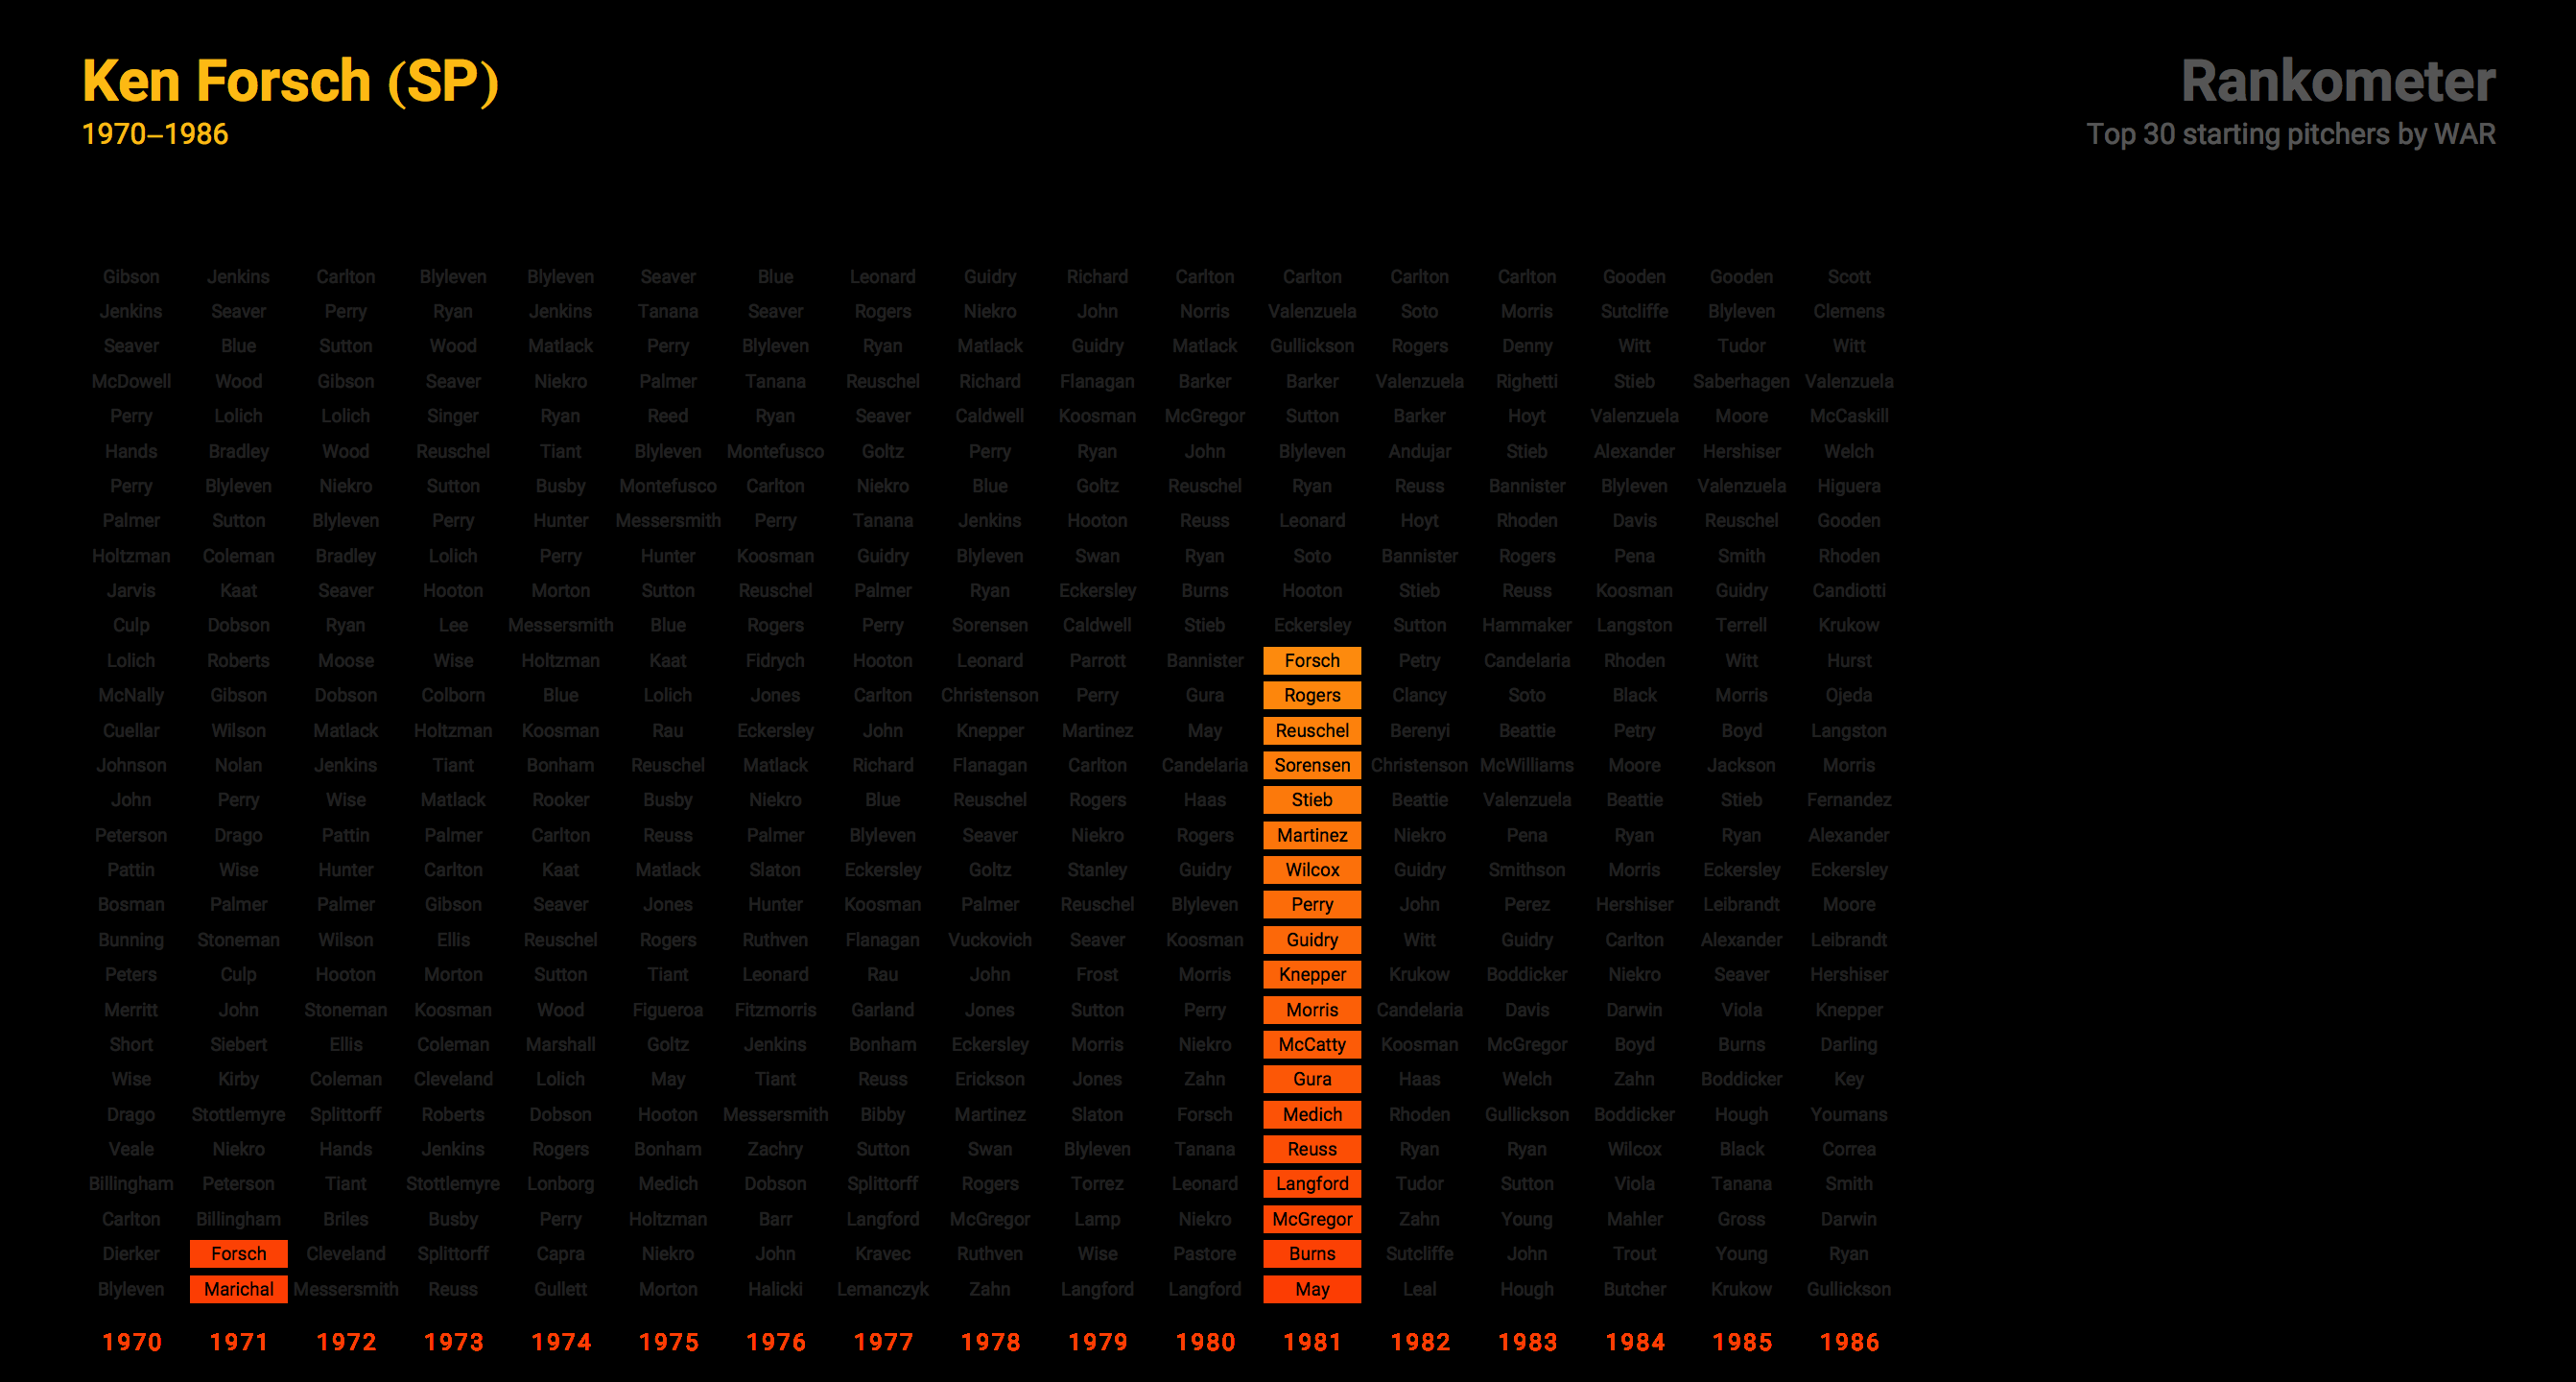 Ken Forsch (SP)
1970–1986
Rankometer
Top 30 starting pitchers by WAR
Gibson Jenkins Carlton Blyleven Blyleven Seaver Blue Leonard Guidry Richard Carlton Carlton Carlton Carlton Gooden Gooden Scott
Jenkins Seaver Perry Ryan Jenkins Tanana Seaver Rogers Niekro John Norris Valenzuela Soto Morris Sutcliffe Blyleven Clemens
Seaver Blue Sutton Wood Matlack Perry Blyleven Ryan Matlack Guidry Matlack Gullickson Rogers Denny Witt Tudor Witt
McDowell Wood Gibson Seaver Niekro Palmer Tanana Reuschel Richard Flanagan Barker Barker Valenzuela Righetti Stieb Saberhagen Valenzuela
Perry Lolich Lolich Singer Ryan Reed Ryan Seaver Caldwell Koosman McGregor Sutton Barker Hoyt Valenzuela Moore McCaskill
Hands Bradley Wood Reuschel Tiant Blyleven Montefusco Goltz Perry Ryan John Blyleven Andujar Stieb Alexander Hershiser Welch
Perry Blyleven Niekro Sutton Busby Montefusco Carlton Niekro Blue Goltz Reuschel Ryan Reuss Bannister Blyleven Valenzuela Higuera
Palmer Sutton Blyleven Perry Hunter Messersmith Perry Tanana Jenkins Hooton Reuss Leonard Hoyt Rhoden Davis Reuschel Gooden
Holtzman Coleman Bradley Lolich Perry Hunter Koosman Guidry Blyleven Swan Ryan Soto Bannister Rogers Pena Smith Rhoden
Jarvis Kaat Seaver Hooton Morton Sutton Reuschel Palmer Ryan Eckersley Burns Hooton Stieb Reuss Koosman Guidry Candiotti
Culp Dobson Ryan Lee Messersmith Blue Rogers Perry Sorensen Caldwell Stieb Eckersley Sutton Hammaker Langston Terrell Krukow
Lolich Roberts Moose Wise Holtzman Kaat Fidrych Hooton Leonard Parrott Bannister Forsch Petry Candelaria Rhoden Witt Hurst
McNally Gibson Dobson Colborn Blue Lolich Jones Carlton Christenson Perry Gura Rogers Clancy Soto Black Morris Ojeda
Cuellar Wilson Matlack Holtzman Koosman Rau Eckersley John Knepper Martinez May Reuschel Berenyi Beattie Petry Boyd Langston
Johnson Nolan Jenkins Tiant Bonham Reuschel Matlack Richard Flanagan Carlton Candelaria Sorensen Christenson McWilliams Moore Jackson Morris
John Perry Wise Matlack Rooker Busby Niekro Blue Reuschel Rogers Haas Stieb Beattie Valenzuela Beattie Stieb Fernandez
Peterson Drago Pattin Palmer Carlton Reuss Palmer Blyleven Seaver Niekro Rogers Martinez Niekro Pena Ryan Ryan Alexander
Pattin Wise Hunter Carlton Kaat Matlack Slaton Eckersley Goltz Stanley Guidry Wilcox Guidry Smithson Morris Eckersley Eckersley
Bosman Palmer Palmer Gibson Seaver Jones Hunter Koosman Palmer Reuschel Blyleven Perry John Perez Hershiser Leibrandt Moore
Bunning Stoneman Wilson Ellis Reuschel Rogers Ruthven Flanagan Vuckovich Seaver Koosman Guidry Witt Guidry Carlton Alexander Leibrandt
Peters Culp Hooton Morton Sutton Tiant Leonard Rau John Frost Morris Knepper Krukow Boddicker Niekro Seaver Hershiser
Merritt John Stoneman Koosman Wood Figueroa Fitzmorris Garland Jones Sutton Perry Morris Candelaria Davis Darwin Viola Knepper
Short Siebert Ellis Coleman Marshall Goltz Jenkins Bonham Eckersley Morris Niekro McCatty Koosman McGregor Boyd Burns Darling
Wise Kirby Coleman Cleveland Lolich May Tiant Reuss Erickson Jones Zahn Gura Haas Welch Zahn Boddicker Key
Drago Stottlemyre Splittorff Roberts Dobson Hooton Messersmith Bibby Martinez Slaton Forsch Medich Rhoden Gullickson Boddicker Hough Youmans
Veale Niekro Hands Jenkins Rogers Bonham Zachry Sutton Swan Blyleven Tanana Reuss Ryan Ryan Wilcox Black Correa
Billingham Peterson Tiant Stottlemyre Lonborg Medich Dobson Splittorff Rogers Torrez Leonard Langford Tudor Sutton Viola Tanana Smith
Carlton Billingham Briles Busby Perry Holtzman Barr Langford McGregor Lamp Niekro McGregor Zahn Young Mahler Gross Darwin
Dierker Forsch Cleveland Splittorff Capra Niekro John Kravec Ruthven Wise Pastore Burns Sutcliffe John Trout Young Ryan
Blyleven Marichal Messersmith Reuss Gullett Morton Halicki Lemanczyk Zahn Langford Langford May Leal Hough Butcher Krukow Gullickson
1970 1971 1972 1973 1974 1975 1976 1977 1978 1979 1980 1981 1982 1983 1984 1985 1986